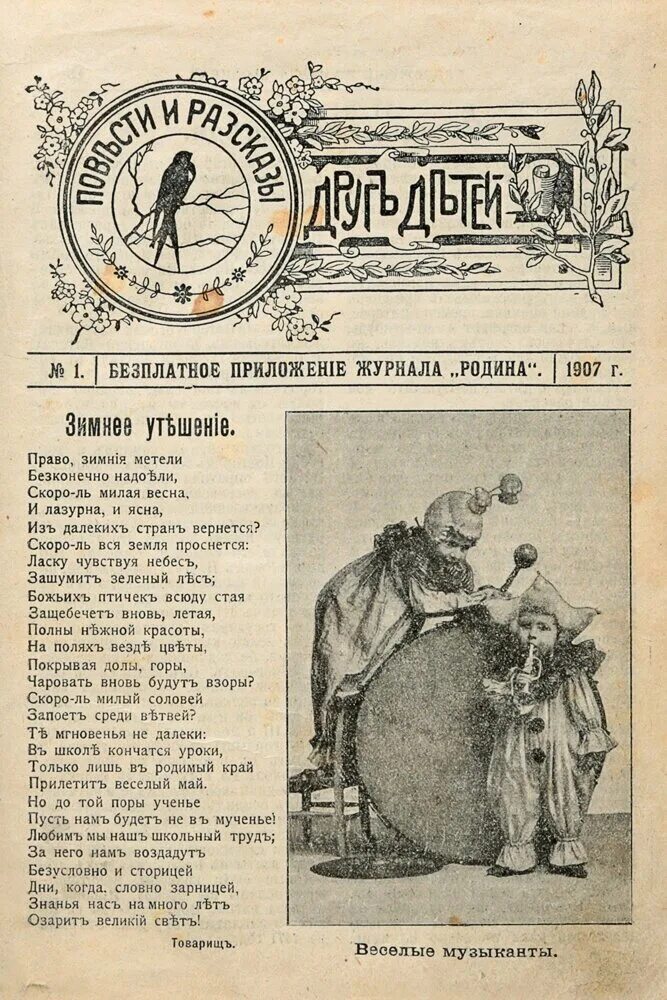 ПОВѢСТИ И РАЗСКАЗЫ
ДРУГЪ ДѢТЕЙ
№ 1. БЕЗПЛАТНОЕ ПРИЛОЖЕНІЕ ЖУРНАЛА „РОДИНА“. 1907 г.
Зимнее утѣшеніе.
Право, зимнія метели
Безконечно надоѣли,
Скоро-ль милая весна,
И лазурна, и ясна,
Изъ далекихъ странъ вернется?
Скоро-ль вся земля проснется:
Ласку чувствуя небесъ,
Зашумитъ зеленый лѣсъ;
Божьихъ птичекъ всюду стая
Защебечетъ вновь, летая,
Полны нѣжной красоты,
На поляхъ вездѣ цвѣты,
Покрывая долы, горы,
Чаровать вновь будутъ взоры?
Скоро-ль милый соловей
Запоетъ среди вѣтвей?
Тѣ мгновенья не далеки:
Въ школѣ кончатся уроки,
Только лишь въ родимый край
Прилетитъ веселый май.
Но до той поры ученье
Пусть намъ будетъ не въ мученье!
Любимъ мы нашъ школьный трудъ;
За него намъ воздадутъ
Безусловно и сторицей
Дни, когда, словно зарницей,
Знанья насъ на много лѣтъ
Озаритъ великій свѣтъ!
Товарищъ.
Веселые музыканты.